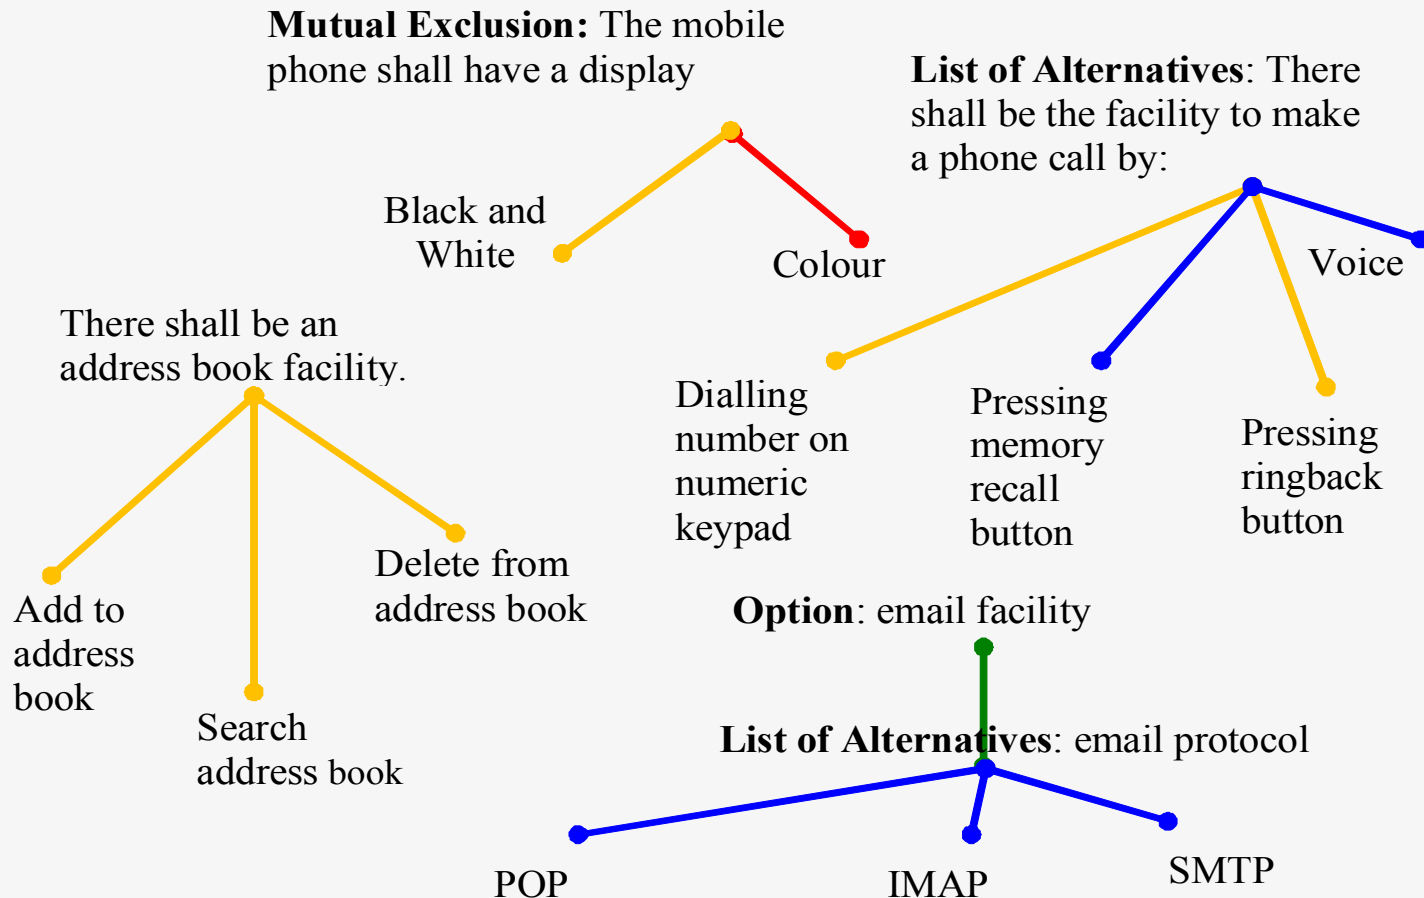 Mutual Exclusion: The mobile
phone shall have a display
List of Alternatives: There
shall be the facility to make
a phone call by:
Black and
White
Colour
Voice
There shall be an
address book facility.
Dialling
number on
numeric
keypad
Pressing
memory
recall
button
Pressing
ringback
button
Delete from
address book
Add to
address
book
Search
address book
Option: email facility
List of Alternatives: email protocol
POP
IMAP
SMTP